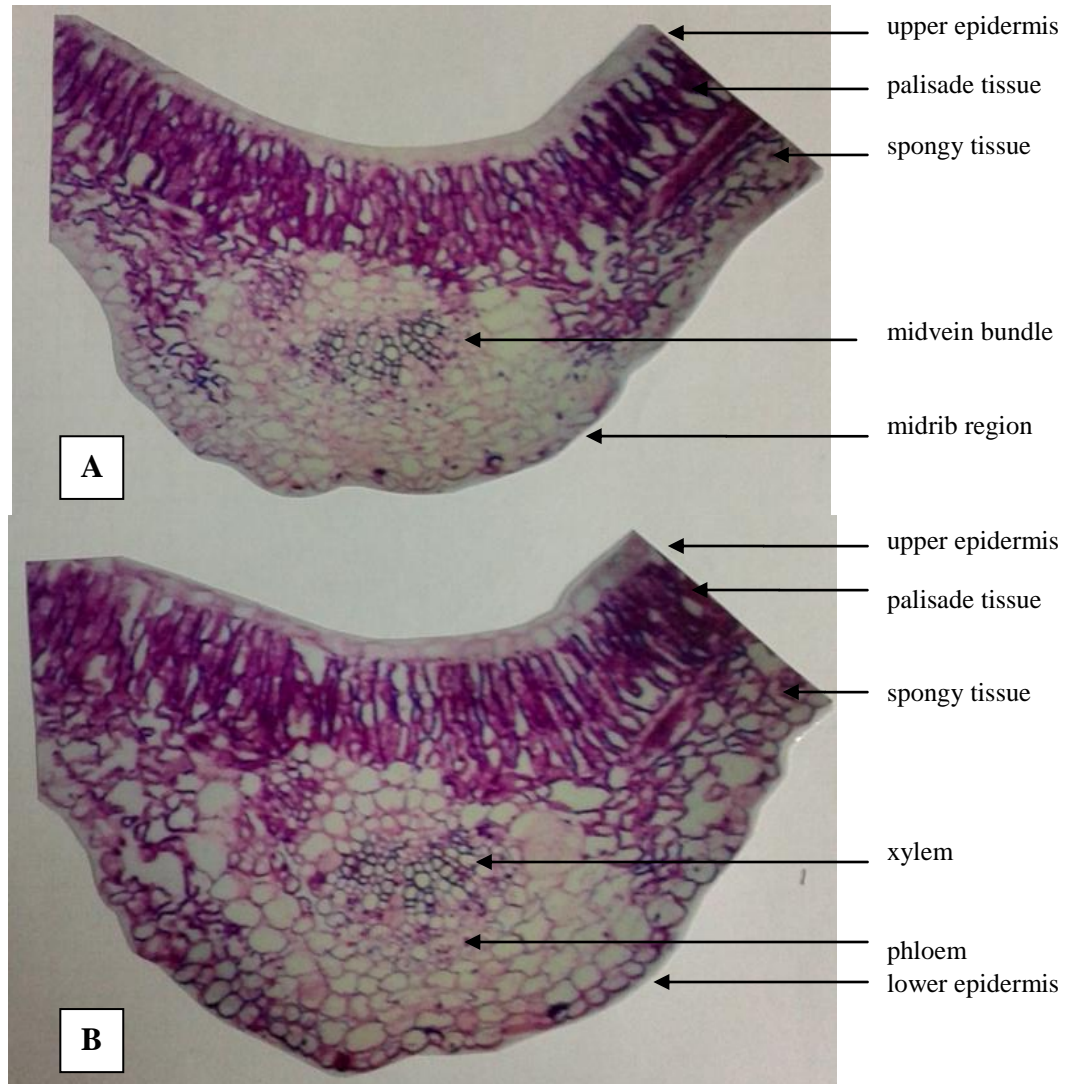 upper epidermis
palisade tissue
spongy tissue
midvein bundle
midrib region
A
upper epidermis
palisade tissue
spongy tissue
xylem
phloem
lower epidermis
B